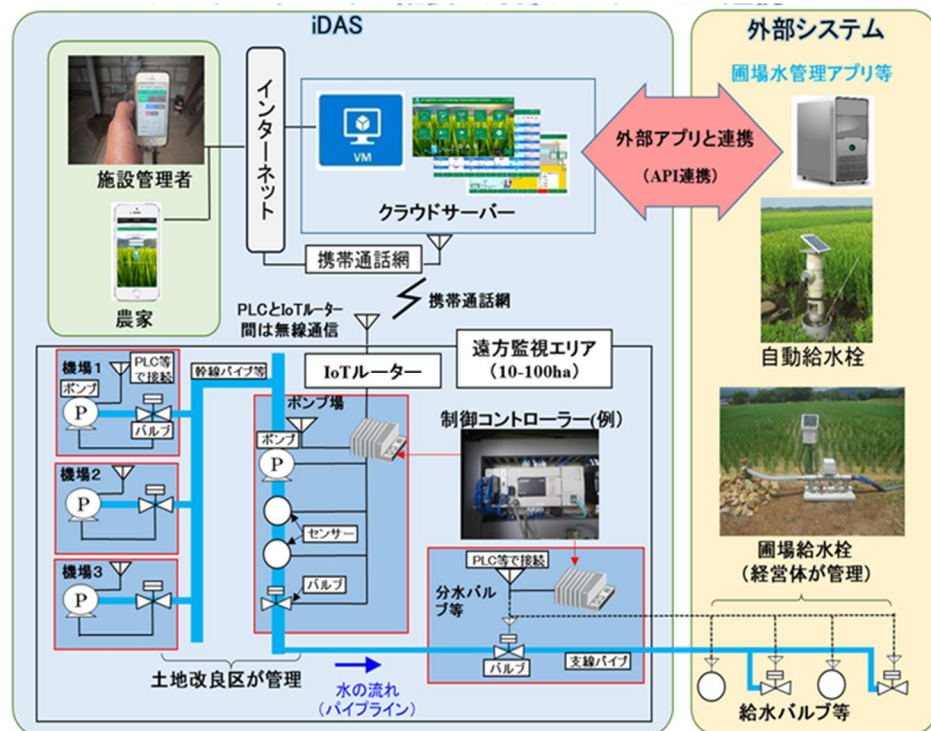 iDAS
外部システム
施設管理者
農家
インターネット
VM
クラウドサーバー
携帯通話網
携帯通話網
外部アプリと連携
(API連携)
圃場水管理アプリ等
自動給水栓
圃場給水栓
(経営体が管理)
給水バルブ等
PLCとIoTルーター
間は無線通信
IoTルーター
遠方監視エリア
(10-100ha)
機場1
PLC等で接続
ポンプ
P
バルブ
機場2
P
機場3
P
幹線パイプ等
ポンプ場
ポンプ
P
センサー
バルブ
制御コントローラー(例)
PLC等で接続
分水バルブ等
バルブ
支線パイプ
土地改良区が管理
水の流れ
(パイプライン)